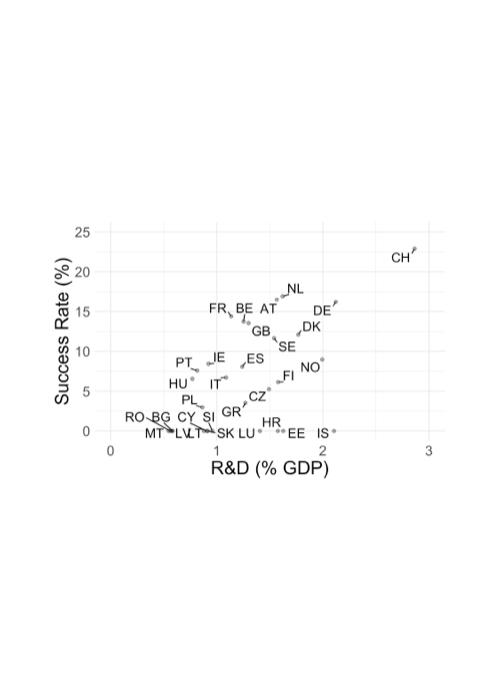 25
CH
20
NL
FR BE AT DE
15
GB DK
SE
10
PT IE ES NO
HU IT FI
5
PL CZ
GR
RO BG CY SI HR
0
MT LV LT SK LU EE IS
0 1 2 3
R&D (% GDP)
Success Rate (%)